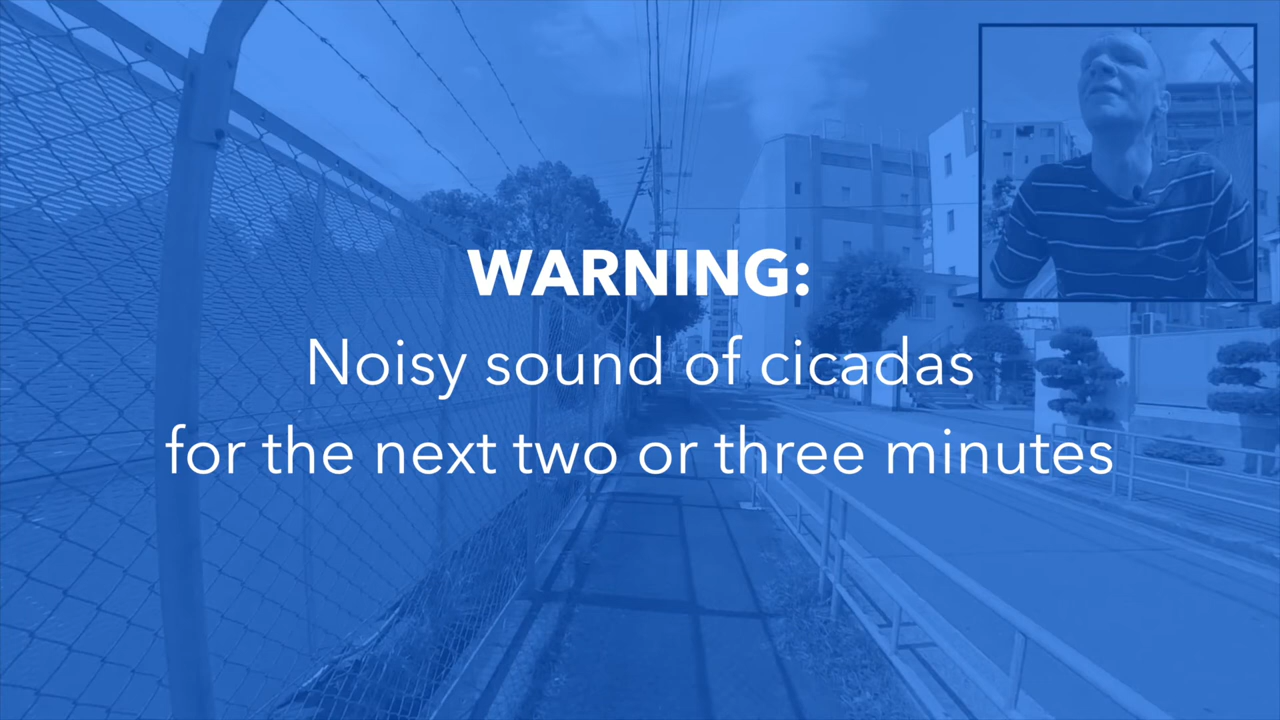 WARNING:
Noisy sound of cicadas
for the next two or three minutes